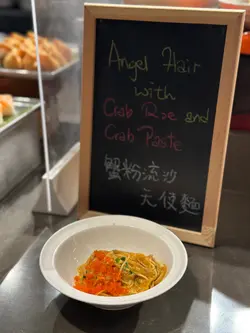 Angel Hair
with
Crab Roe and
Crab Paste
蟹粉流沙
天使麵